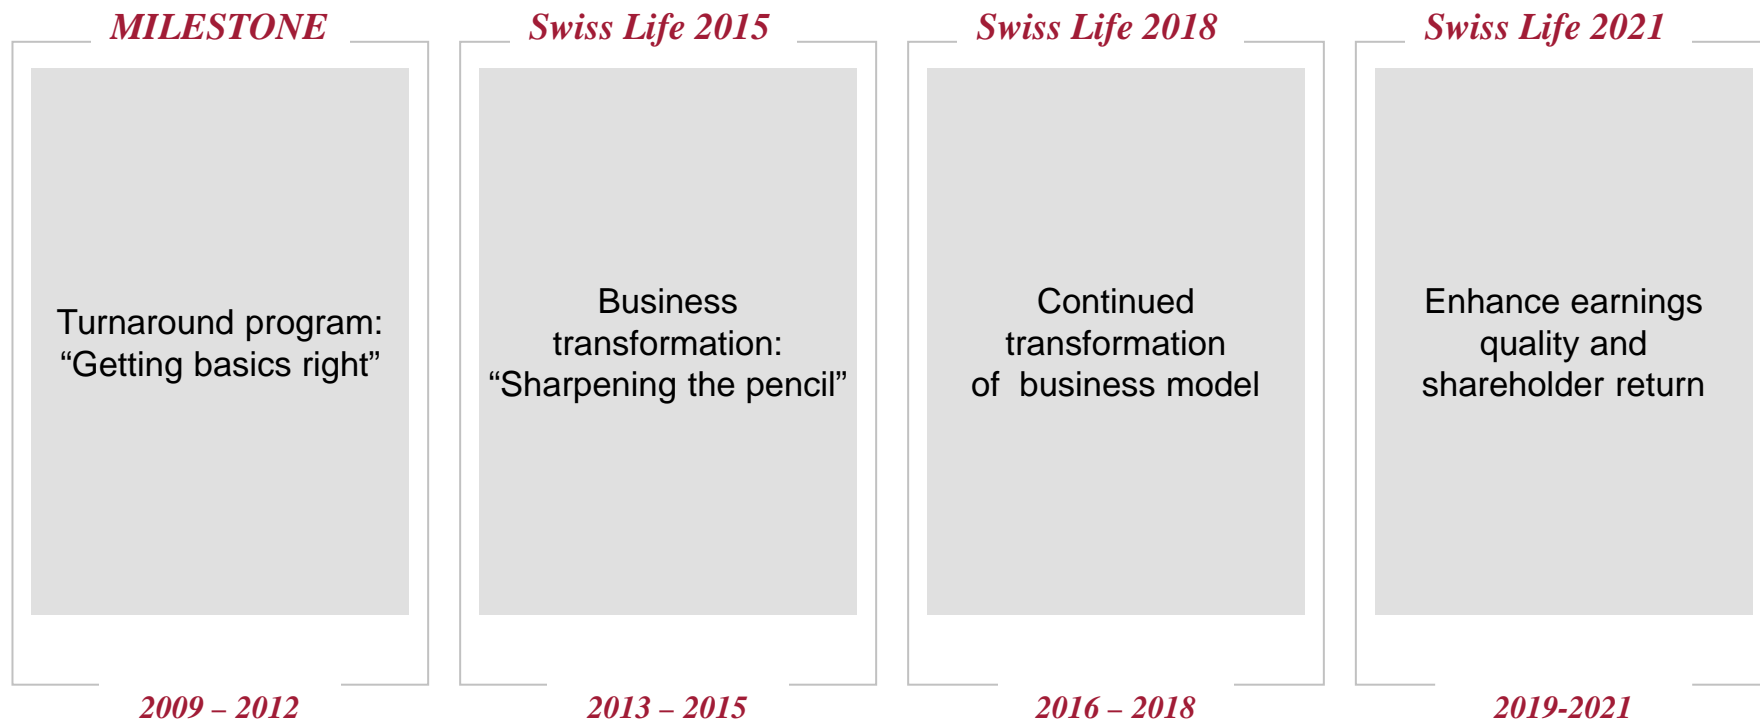 MILESTONE
Turnaround program:
“Getting basics right”
2009 – 2012
Swiss Life 2015
Business
transformation:
“Sharpening the pencil”
2013 – 2015
Swiss Life 2018
Continued
transformation
of  business model
2016 – 2018
Swiss Life 2021
Enhance earnings
quality and
shareholder return
2019-2021